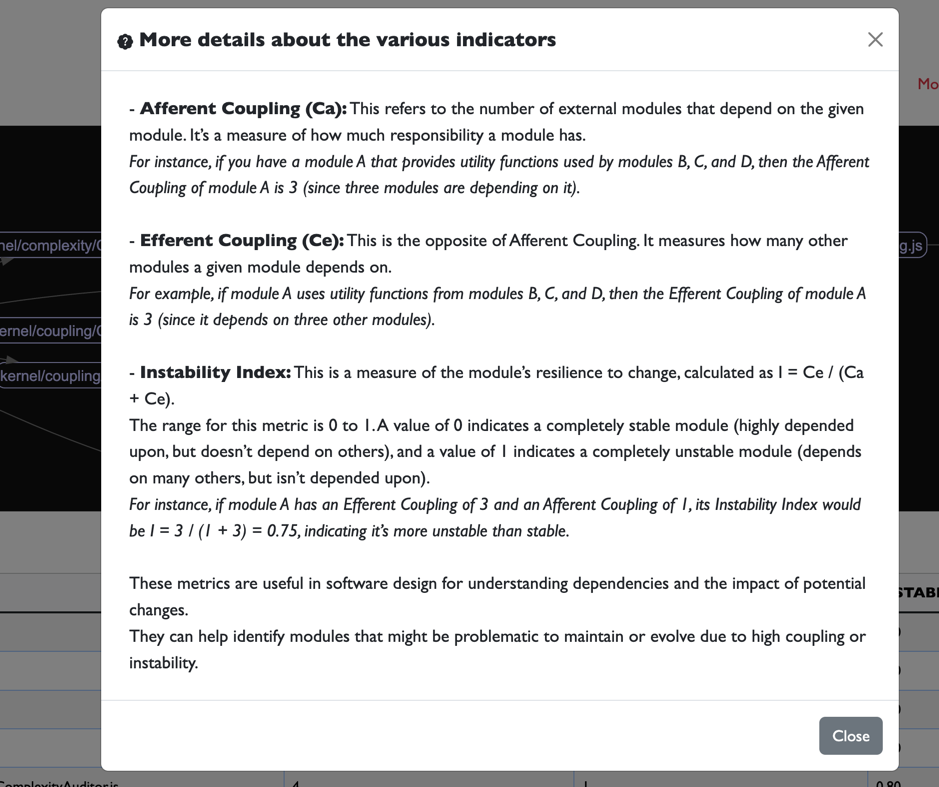 More details about the various indicators
Mo
- Afferent Coupling (Ca): This refers to the number of external modules that depend on the given
module. It's a measure of how much responsibility a module has.
For instance, if you have a module A that provides utility functions used by modules B, C, and D, then the Afferent
Coupling of module A is 3 (since three modules are depending on it).
- Efferent Coupling (Ce): This is the opposite of Afferent Coupling. It measures how many other
nel/complexity/
g.js
modules a given module depends on.
For example, if module A uses utility functions from modules B, C, and D, then the Efferent Coupling of module A
is 3 (since it depends on three other modules).
ernel/coupling/
- Instability Index: This is a measure of the module's resilience to change, calculated as I = Ce / (Ca
kernel/coupling
+ Ce).
The range for this metric is 0 to 1. A value of 0 indicates a completely stable module (highly depended
upon, but doesn't depend on others), and a value of 1 indicates a completely unstable module (depends
on many others, but isn't depended upon).
For instance, if module A has an Efferent Coupling of 3 and an Afferent Coupling of 1, its Instability Index would
be I = 3 / (1 + 3) = 0.75, indicating it's more unstable than stable.
These metrics are useful in software design for understanding dependencies and the impact of potential
STABI
changes.
They can help identify modules that might be problematic to maintain or evolve due to high coupling or
instability.
Close
ComplexityAuditor.js 4 1 0.80